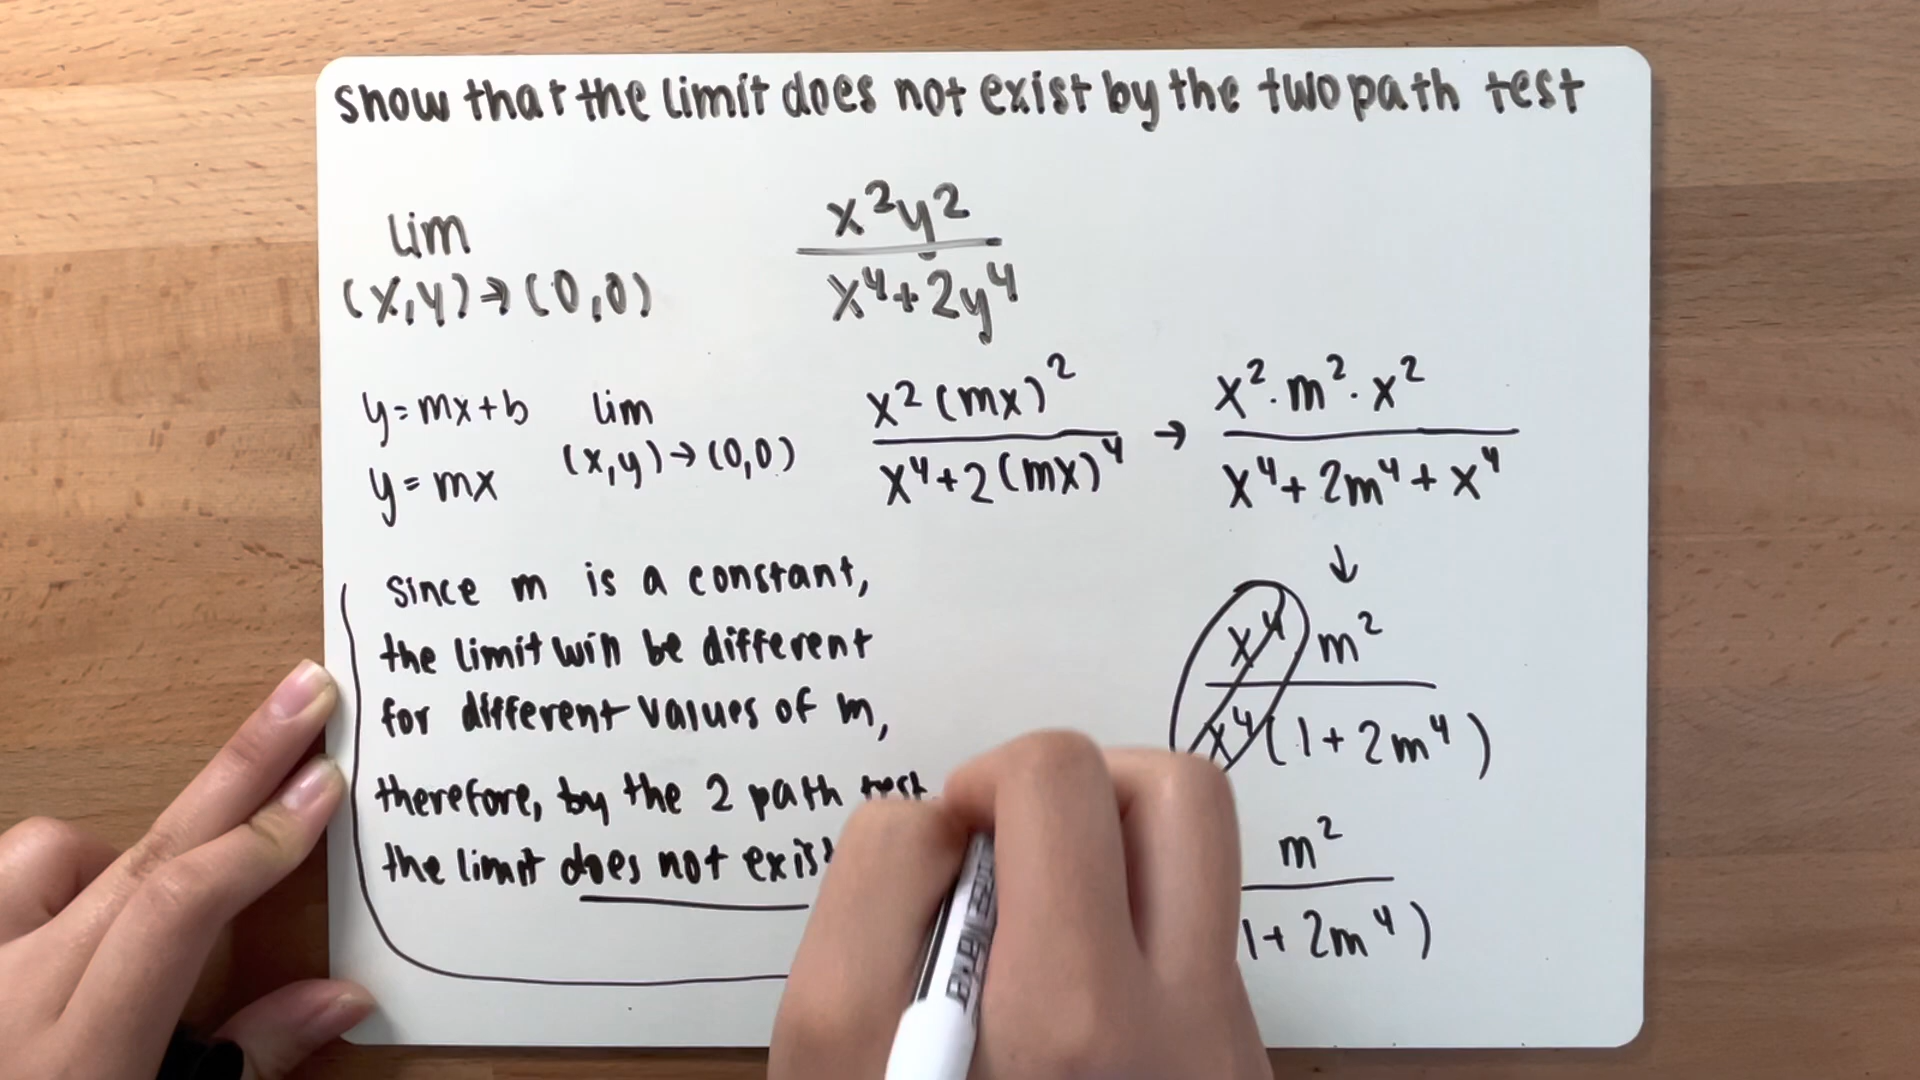 show that the limit does not exist by the two path test
lim
(x,y)→(0,0)
x²y²
x⁴+2y⁴
y=mx+b
y=mx
lim
(x,y)→(0,0)
x²(mx)²
x⁴+2(mx)⁴
→
x²·m²·x²
x⁴+2m⁴+x⁴
↓
x⁴ m²
x⁴(1+2m⁴)
m²
1+2m⁴)
since m is a constant,
the limit will be different
for different values of m,
therefore, by the 2 path test
the limit does not exist